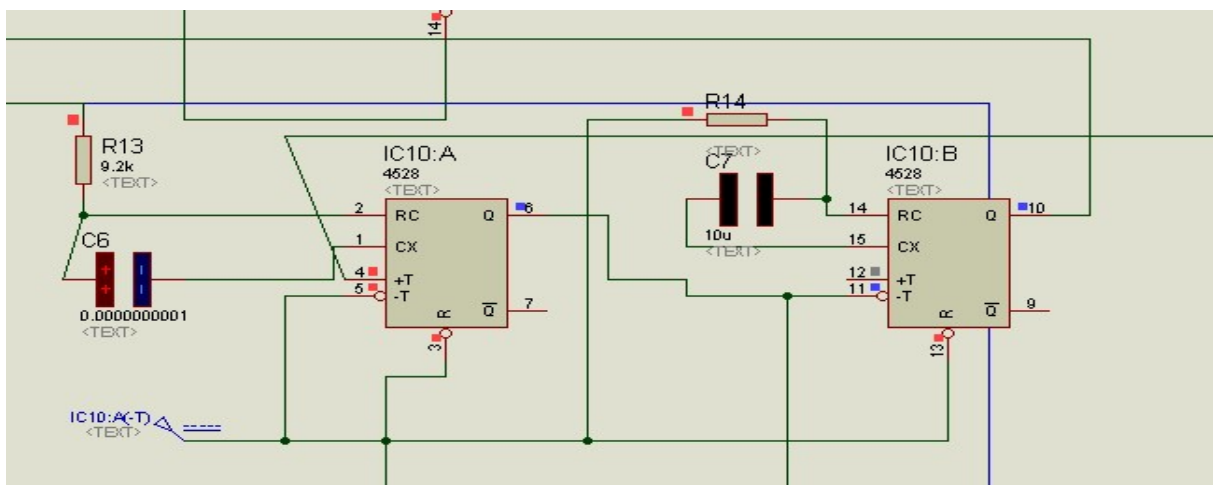 14
R13
9.2k
<TEXT>
C6
+ +
- -
0.0000000001
<TEXT>
IC10:A(-T)
<TEXT>
IC10:A
4528
<TEXT>
2 RC Q 6
1 CX
4 +T
5 -T
Q 7
R
3
R14
<TEXT>
C7
10u
<TEXT>
IC10:B
4528
<TEXT>
14 RC Q 10
15 CX
12 +T
11 -T
Q 9
R
13